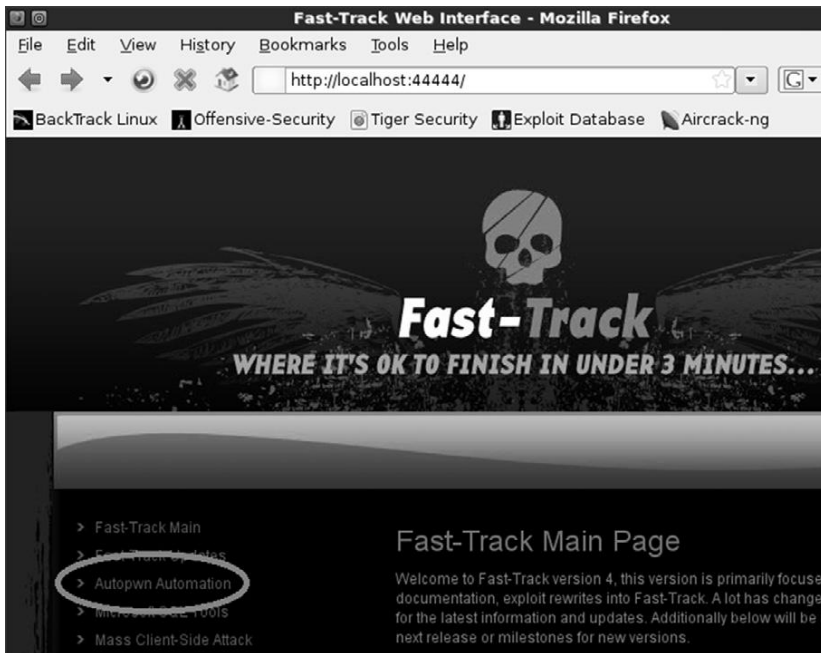 Fast-Track Web Interface - Mozilla Firefox
File Edit View History Bookmarks Tools Help
http://localhost:44444/
G
BackTrack Linux Offensive-Security Tiger Security Exploit Database Aircrack-ng
Fast-Track
WHERE IT'S OK TO FINISH IN UNDER 3 MINUTES...
Fast-Track Main
Fast-Track Updates
Autopwn Automation
Microsoft SQL Tools
Mass Client-Side Attack
Fast-Track Main Page
Welcome to Fast-Track version 4, this version is primarily focuse
documentation, exploit rewrites into Fast-Track. A lot has change
for the latest information and updates. Additionally below will be
next release or milestones for new versions.